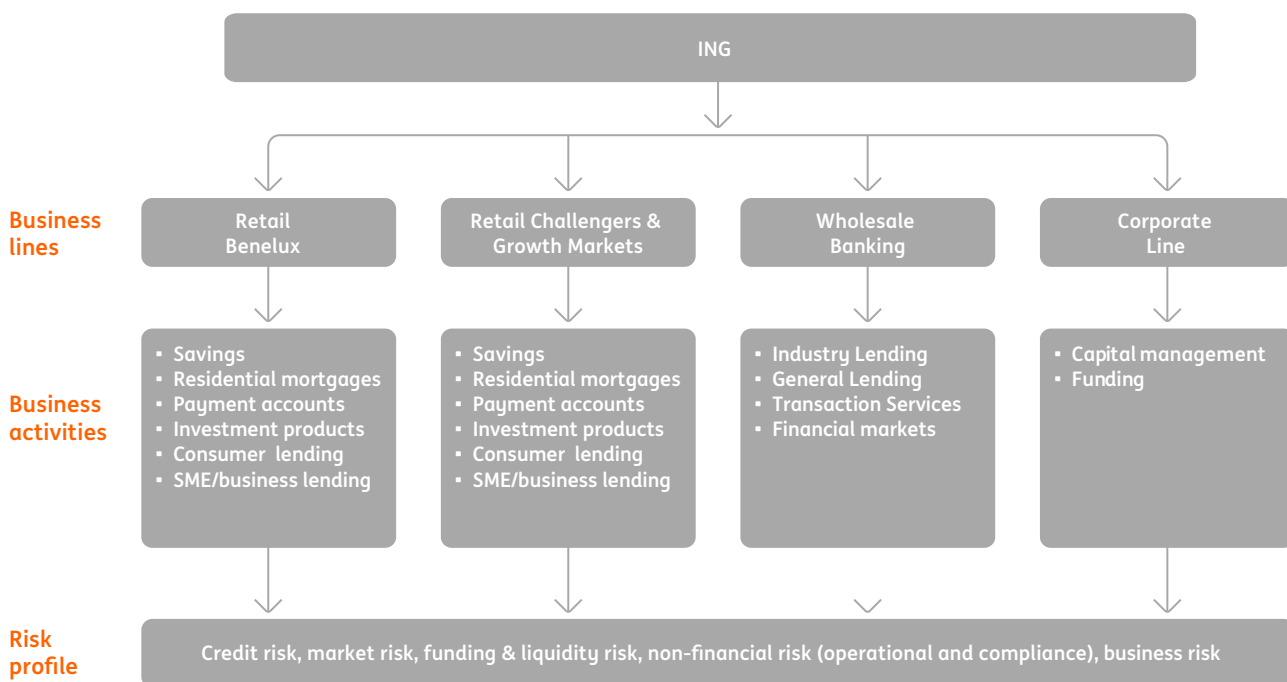 ING
Business
lines
Retail
Benelux
Retail Challengers &
Growth Markets
Wholesale
Banking
Corporate
Line
Business
activities
▪ Savings
▪ Residential mortgages
▪ Payment accounts
▪ Investment products
▪ Consumer lending
▪ SME/business lending
▪ Savings
▪ Residential mortgages
▪ Payment accounts
▪ Investment products
▪ Consumer lending
▪ SME/business lending
▪ Industry Lending
▪ General Lending
▪ Transaction Services
▪ Financial markets
▪ Capital management
▪ Funding
Risk
profile
Credit risk, market risk, funding & liquidity risk, non-financial risk (operational and compliance), business risk